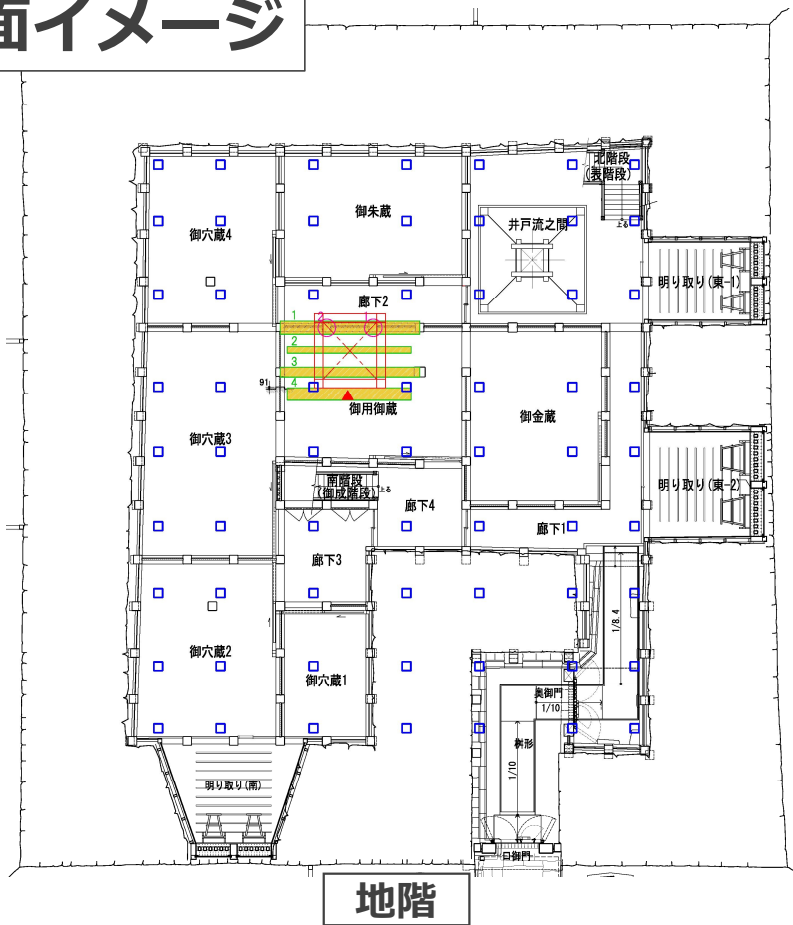 面イメージ
北階段
(表階段)
上る
御朱蔵
井戸流之間
御穴蔵4
明り取り(東-1)
廊下2
1
2
1
2
3
4
91
御用御蔵
御金蔵
御穴蔵3
南階段
(御成階段)
上る
明り取り(東-2)
廊下4
廊下1
廊下3
1/8.4
御穴蔵2
御穴蔵1
奥御門
1/10
桝形
1/10
明り取り(南)
口御門
地階